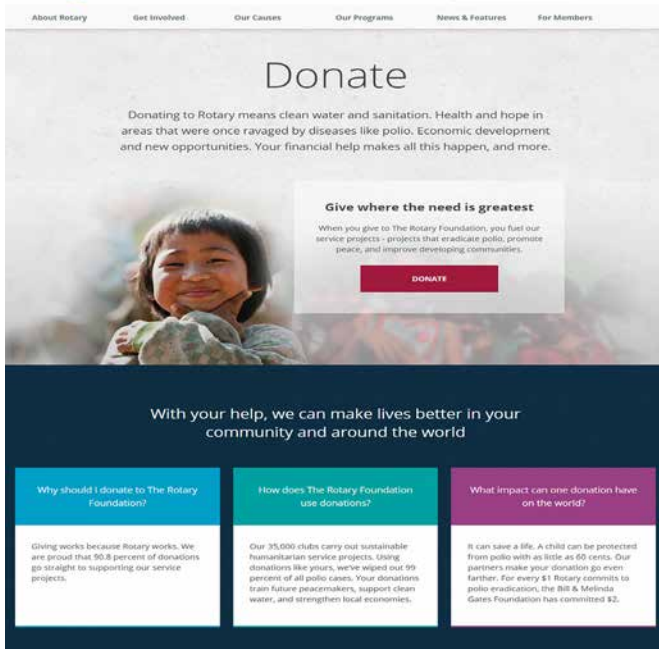 About Rotary Get Involved Our Causes Our Programs News & Features For Members
Donate
Donating to Rotary means clean water and sanitation. Health and hope in
areas that were once ravaged by diseases like polio. Economic development
and new opportunities. Your financial help makes all this happen, and more.
Give where the need is greatest
When you give to The Rotary Foundation, you fuel our
service projects - projects that eradicate polio, promote
peace, and improve developing communities.
DONATE
With your help, we can make lives better in your
community and around the world
Why should I donate to The Rotary
Foundation?
Giving works because Rotary works. We
are proud that 90.8 percent of donations
go straight to supporting our service
projects.
How does The Rotary Foundation
use donations?
Our 35,000 clubs carry out sustainable
humanitarian service projects. Using
donations like yours, we've wiped out 99
percent of all polio cases. Your donations
train future peacemakers, support clean
water, and strengthen local economies.
What impact can one donation have
on the world?
It can save a life. A child can be protected
from polio with as little as 60 cents. Our
partners make your donation go even
farther. For every $1 Rotary commits to
polio eradication, the Bill & Melinda
Gates Foundation has committed $2.